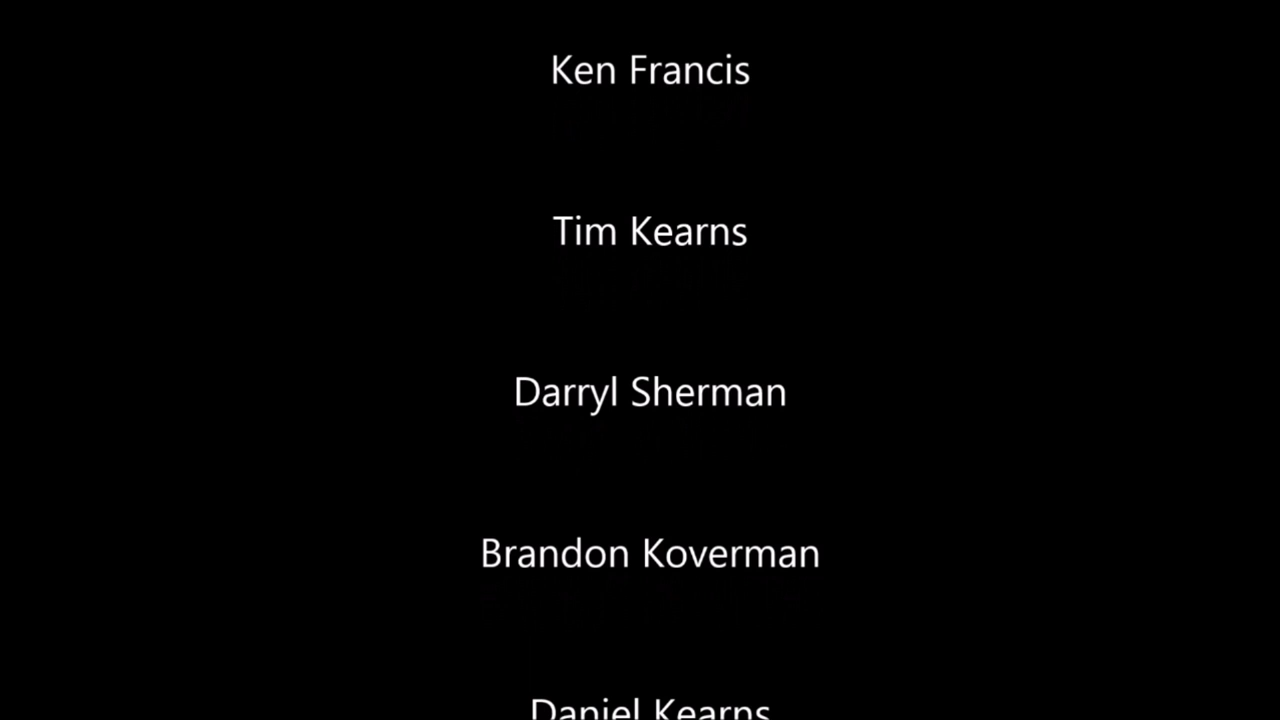 Ken Francis
Tim Kearns
Darryl Sherman
Brandon Koverman
Daniel Kearns